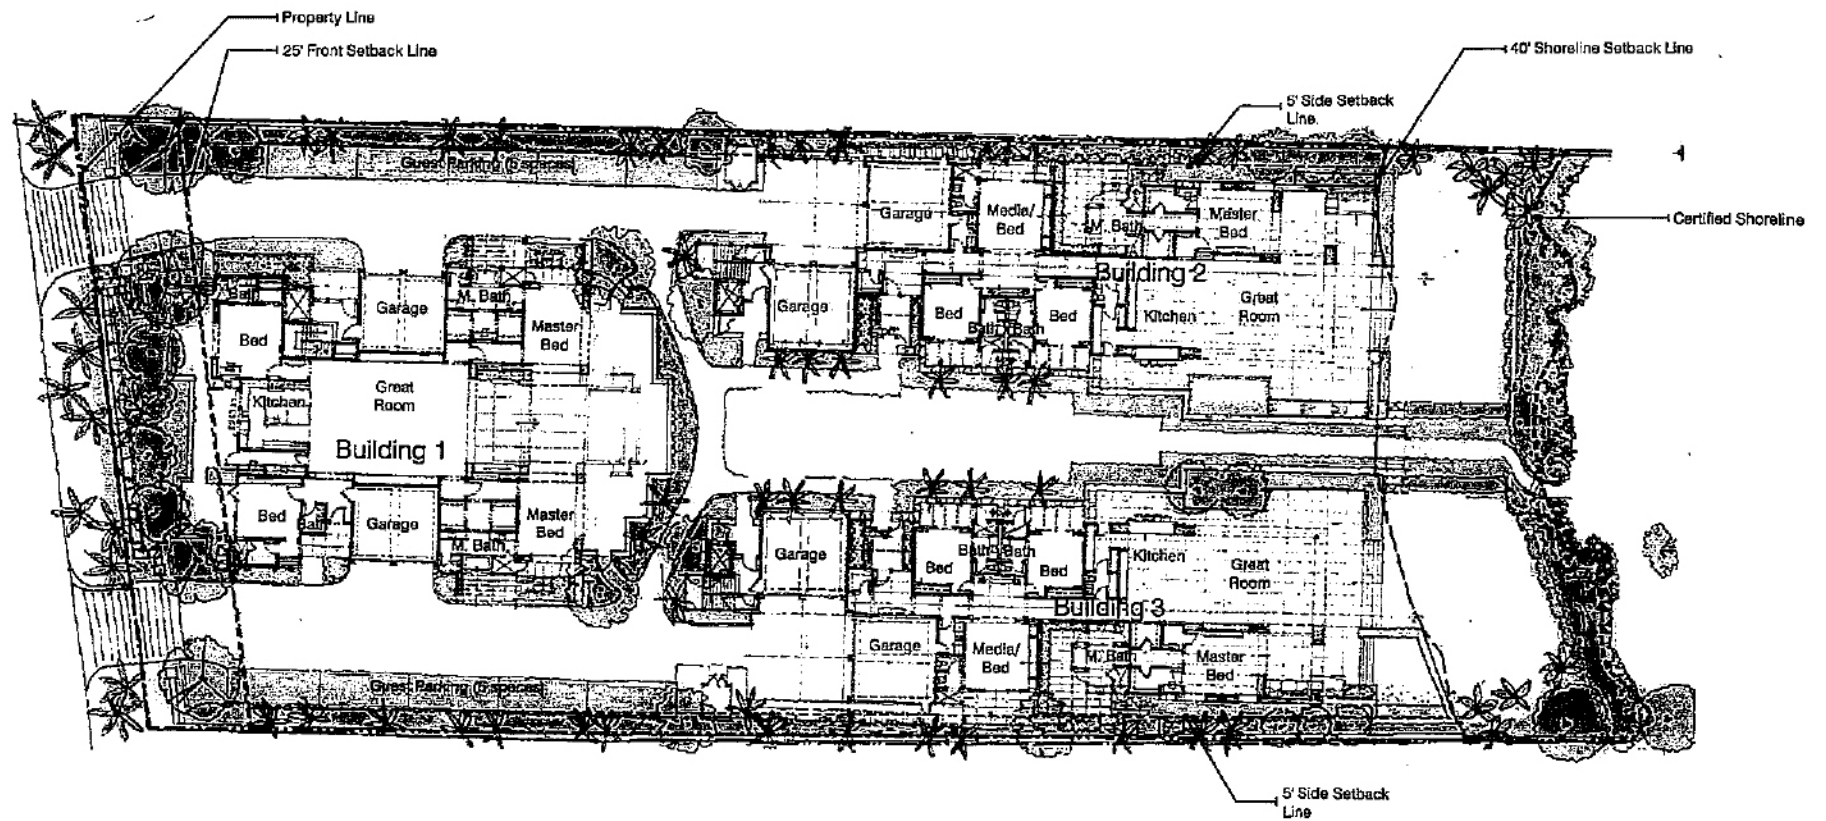 Property Line
25' Front Setback Line
40' Shoreline Setback Line
5' Side Setback
Line.
Guest Parking (5 spaces)
Garage
Media/
Bed
M. Bath
Master
Bed
Certified Shoreline
Building 2
Bath
Garage
M. Bath
Garage
Bed
Bath
Bath
Bed
Kitchen
Great
Room
Bed
Master
Bed
Great
Room
Kitchen
Building 1
Bed
Bath
Garage
Master
Bed
M. Bath
Garage
Bed
Bath
Bath
Bed
Kitchen
Great
Room
Building 3
Garage
Media/
Bed
M. Bath
Master
Bed
Guest Parking (5 spaces)
5' Side Setback
Line